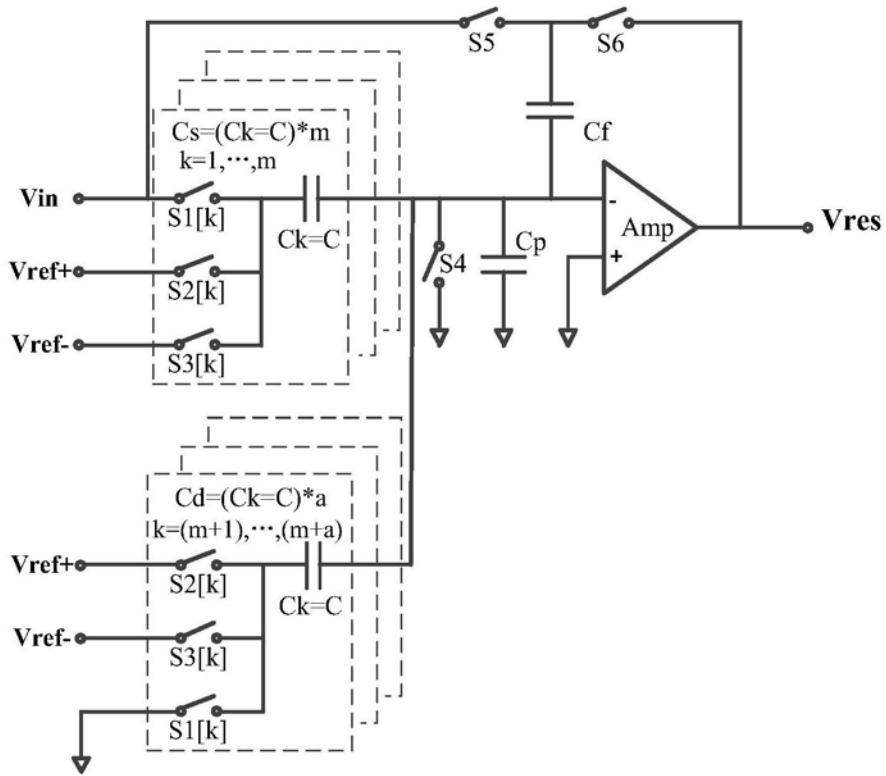 S5
S6
Cs=(Ck=C)*m
k=1,···,m
Cf
Vin
S1[k]
Ck=C
Vref+
S2[k]
Vref-
S3[k]
S4
Cp
-
Amp
+
Vres
Cd=(Ck=C)*a
k=(m+1),···,(m+a)
Vref+
S2[k]
Ck=C
Vref-
S3[k]
S1[k]